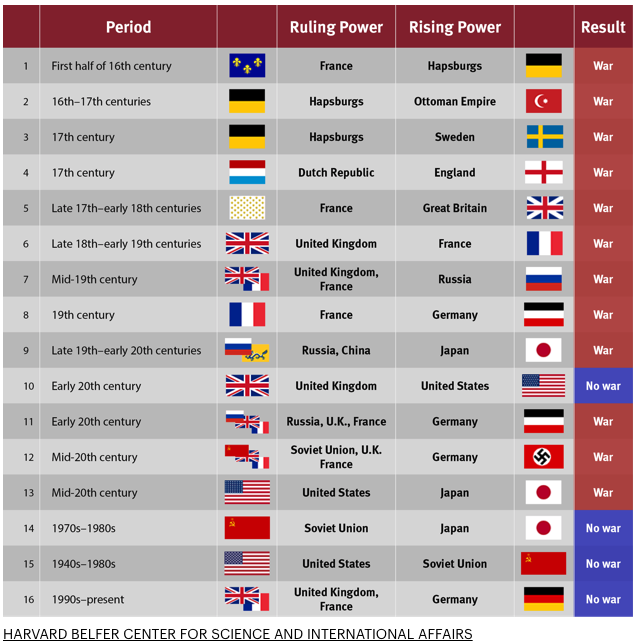 Period Ruling Power Rising Power Result
1 First half of 16th century France Hapsburgs War
2 16th–17th centuries Hapsburgs Ottoman Empire War
3 17th century Hapsburgs Sweden War
4 17th century Dutch Republic England War
5 Late 17th–early 18th centuries France Great Britain War
6 Late 18th–early 19th centuries United Kingdom France War
7 Mid-19th century United Kingdom, France Russia War
8 19th century France Germany War
9 Late 19th–early 20th centuries Russia, China Japan War
10 Early 20th century United Kingdom United States No war
11 Early 20th century Russia, U.K., France Germany War
12 Mid-20th century Soviet Union, U.K. France Germany War
13 Mid-20th century United States Japan War
14 1970s–1980s Soviet Union Japan No war
15 1940s–1980s United States Soviet Union No war
16 1990s–present United Kingdom, France Germany No war
HARVARD BELFER CENTER FOR SCIENCE AND INTERNATIONAL AFFAIRS